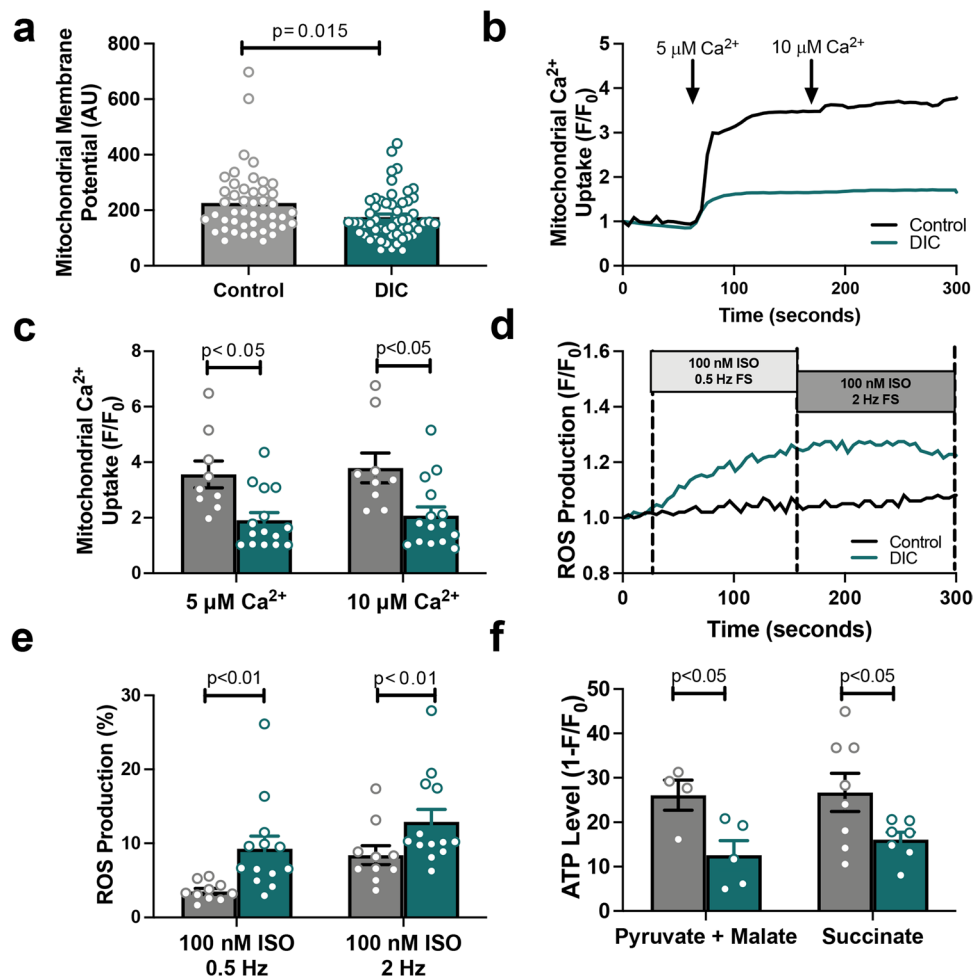 a
p=0.015
Mitochondrial Membrane
Potential (AU)
800
600
400
200
0
Control
DIC
b
5 μM Ca²⁺
10 μM Ca²⁺
Mitochondrial Ca²⁺
Uptake (F/F₀)
5
4
3
2
1
0
Control
DIC
0
100
200
300
Time (seconds)
c
p<0.05
p<0.05
Mitochondrial Ca²⁺
Uptake (F/F₀)
8
6
4
2
0
5 μM Ca²⁺
10 μM Ca²⁺
d
100 nM ISO
0.5 Hz FS
100 nM ISO
2 Hz FS
ROS Production (F/F₀)
1.6
1.4
1.2
1.0
0.8
Control
DIC
0
100
200
300
Time (seconds)
e
p<0.01
p<0.01
ROS Production (%)
30
20
10
0
100 nM ISO
0.5 Hz
100 nM ISO
2 Hz
f
p<0.05
p<0.05
ATP Level (1-F/F₀)
50
40
30
20
10
0
Pyruvate + Malate
Succinate